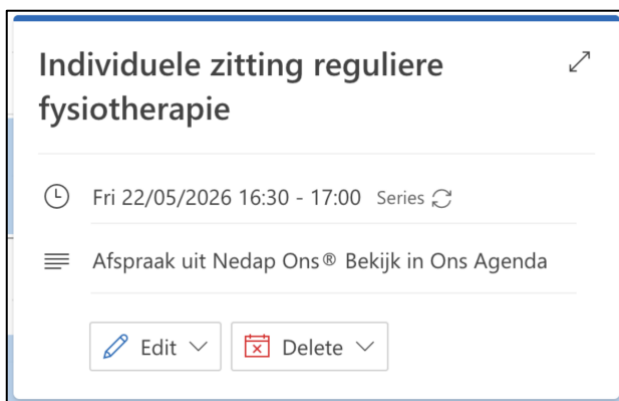 Individuele zitting reguliere
fysiotherapie
Fri 22/05/2026 16:30 - 17:00 Series
Afspraak uit Nedap Ons® Bekijk in Ons Agenda
Edit Delete